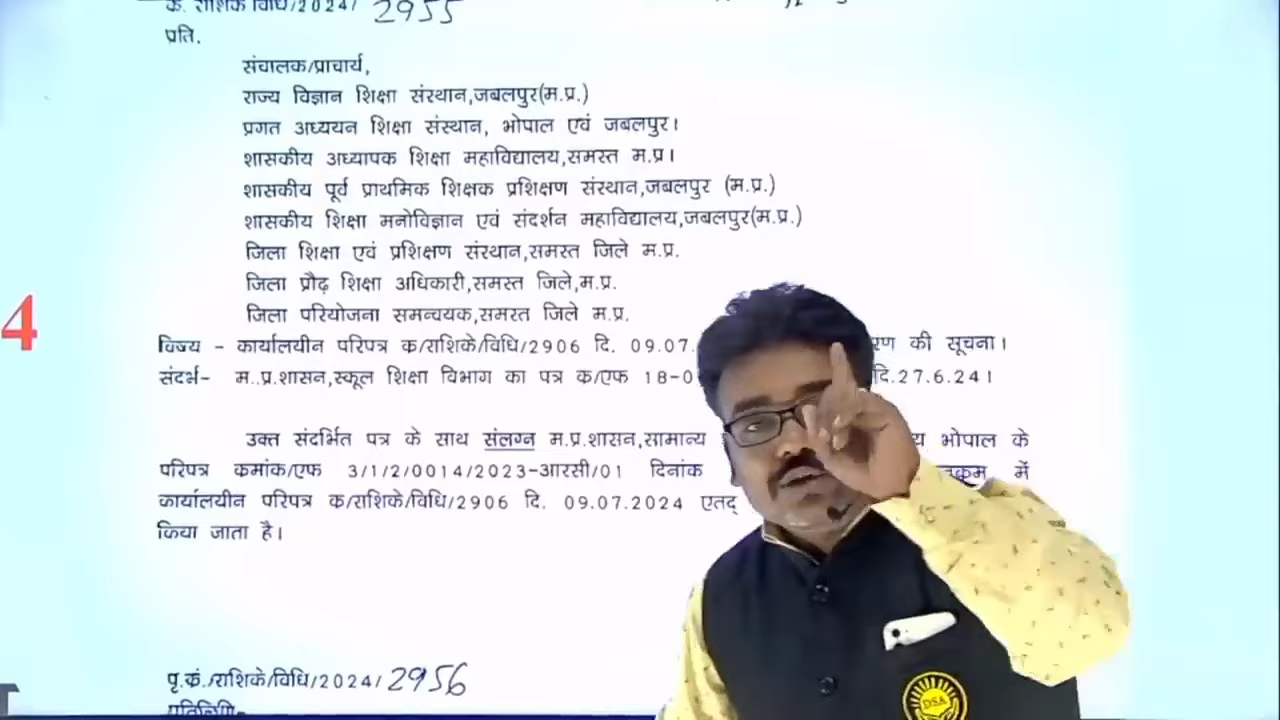 क. राशिके/विधि/2024/ 2955
प्रति,
संचालक/प्राचार्य,
राज्य विज्ञान शिक्षा संस्थान,जबलपुर(म.प्र.)
प्रगत अध्ययन शिक्षा संस्थान, भोपाल एवं जबलपुर।
शासकीय अध्यापक शिक्षा महाविद्यालय,समस्त म.प्र।
शासकीय पूर्व प्राथमिक शिक्षक प्रशिक्षण संस्थान,जबलपुर (म.प्र.)
शासकीय शिक्षा मनोविज्ञान एवं संदर्शन महाविद्यालय,जबलपुर(म.प्र.)
जिला शिक्षा एवं प्रशिक्षण संस्थान,समस्त जिले म.प्र.
जिला प्रौढ़ शिक्षा अधिकारी,समस्त जिले,म.प्र.
जिला परियोजना समन्वयक,समस्त जिले म.प्र.
4
विषय - कार्यालयीन परिपत्र क/राशिके/विधि/2906 दि. 09.07. की सूचना।
संदर्भ- म.प्र.शासन,स्कूल शिक्षा विभाग का पत्र क/एफ 18-0 दि.27.6.24।
उक्त संदर्भित पत्र के साथ संलग्न म.प्र.शासन,सामान्य भोपाल के
परिपत्र कमांक/एफ 3/1/2/0014/2023-आरसी/01 दिनांक में
कार्यालयीन परिपत्र क/राशिके/विधि/2906 दि. 09.07.2024 एतद्
किया जाता है।
पृ.कं./राशिके/विधि/2024/ 2956
प्रतिलिपि-
DSA